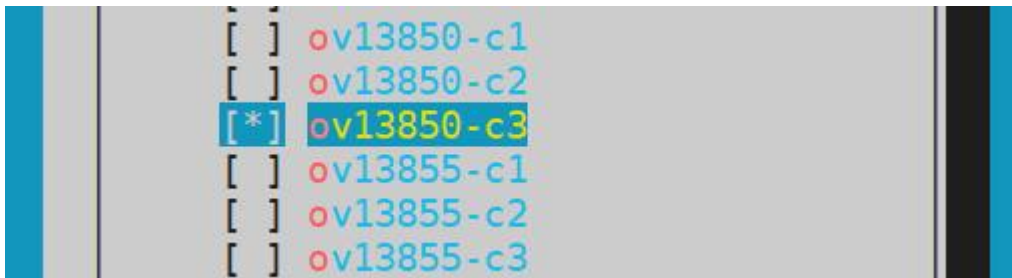 [ ] ov13850-c1
[ ] ov13850-c2
[*] ov13850-c3
[ ] ov13855-c1
[ ] ov13855-c2
[ ] ov13855-c3